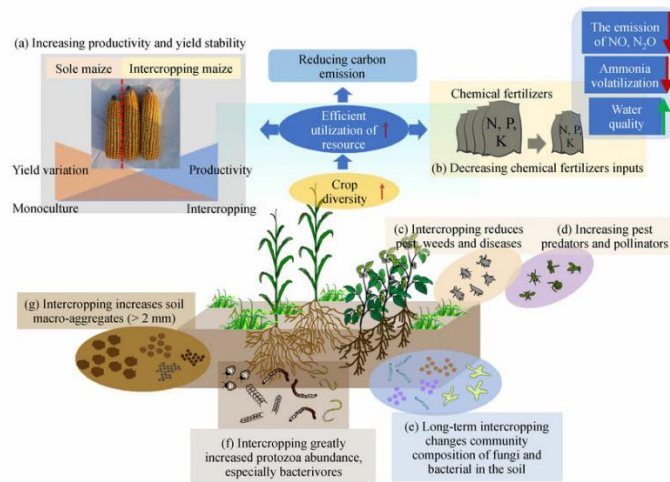 (a) Increasing productivity and yield stability
Sole maize
Intercropping maize
Yield variation
Productivity
Monoculture
Intercropping
Reducing carbon
emission
Efficient
utilization of
resource
Crop
diversity
The emission
of NO, N₂O
Ammonia
volatilization
Water
quality
Chemical fertilizers
N, P,
K
N, P,
K
(b) Decreasing chemical fertilizers inputs
(c) Intercropping reduces
pest, weeds and diseases
(d) Increasing pest
predators and pollinators
(g) Intercropping increases soil
macro-aggregates (> 2 mm)
(f) Intercropping greatly
increased protozoa abundance,
especially bacterivores
(e) Long-term intercropping
changes community
composition of fungi and
bacterial in the soil